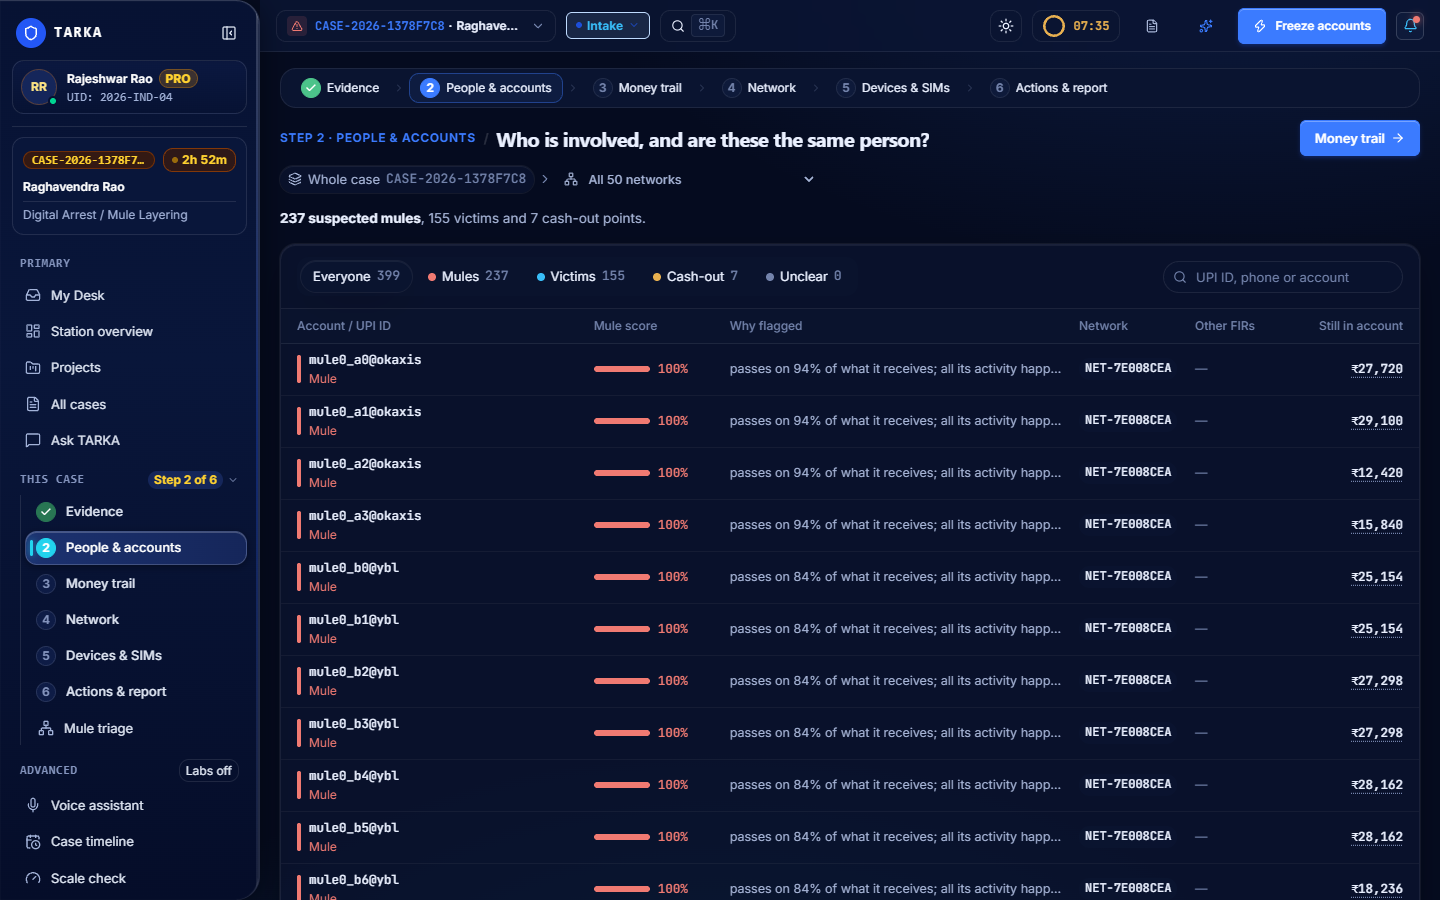 TARKA
RR
Rajeshwar Rao PRO
UID: 2026-IND-04
CASE-2026-1378F7… 2h 52m
Raghavendra Rao
Digital Arrest / Mule Layering
PRIMARY
My Desk
Station overview
Projects
All cases
Ask TARKA
THIS CASE Step 2 of 6
Evidence
2 People & accounts
3 Money trail
4 Network
5 Devices & SIMs
6 Actions & report
Mule triage
ADVANCED Labs off
Voice assistant
Case timeline
Scale check
CASE-2026-1378F7C8 · Raghave... Intake ⌘K 07:35 Freeze accounts
Evidence 2 People & accounts 3 Money trail 4 Network 5 Devices & SIMs 6 Actions & report
STEP 2 · PEOPLE & ACCOUNTS / Who is involved, and are these the same person? Money trail →
Whole case CASE-2026-1378F7C8 All 50 networks
237 suspected mules, 155 victims and 7 cash-out points.
Everyone 399 Mules 237 Victims 155 Cash-out 7 Unclear 0 UPI ID, phone or account
Account / UPI ID Mule score Why flagged Network Other FIRs Still in account
mule0_a0@okaxis
Mule 100% passes on 94% of what it receives; all its activity happ... NET-7E008CEA — ₹27,720
mule0_a1@okaxis
Mule 100% passes on 94% of what it receives; all its activity happ... NET-7E008CEA — ₹29,100
mule0_a2@okaxis
Mule 100% passes on 94% of what it receives; all its activity happ... NET-7E008CEA — ₹12,420
mule0_a3@okaxis
Mule 100% passes on 94% of what it receives; all its activity happ... NET-7E008CEA — ₹15,840
mule0_b0@ybl
Mule 100% passes on 84% of what it receives; all its activity happ... NET-7E008CEA — ₹25,154
mule0_b1@ybl
Mule 100% passes on 84% of what it receives; all its activity happ... NET-7E008CEA — ₹25,154
mule0_b2@ybl
Mule 100% passes on 84% of what it receives; all its activity happ... NET-7E008CEA — ₹27,298
mule0_b3@ybl
Mule 100% passes on 84% of what it receives; all its activity happ... NET-7E008CEA — ₹27,298
mule0_b4@ybl
Mule 100% passes on 84% of what it receives; all its activity happ... NET-7E008CEA — ₹28,162
mule0_b5@ybl
Mule 100% passes on 84% of what it receives; all its activity happ... NET-7E008CEA — ₹28,162
mule0_b6@ybl
Mule 100% passes on 84% of what it receives; all its activity happ... NET-7E008CEA — ₹18,236